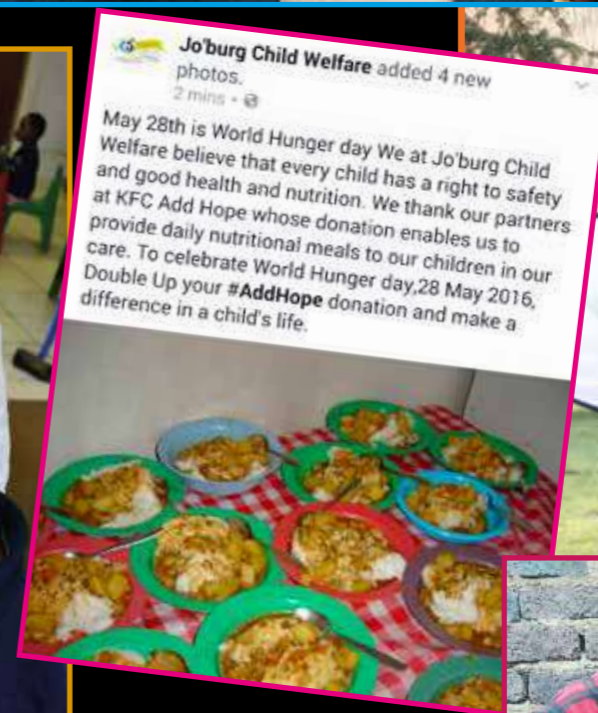 Jo'burg Child Welfare added 4 new
photos.
2 mins •
May 28th is World Hunger day We at Jo'burg Child
Welfare believe that every child has a right to safety
and good health and nutrition. We thank our partners
at KFC Add Hope whose donation enables us to
provide daily nutritional meals to our children in our
care. To celebrate World Hunger day,28 May 2016,
Double Up your #AddHope donation and make a
difference in a child's life.